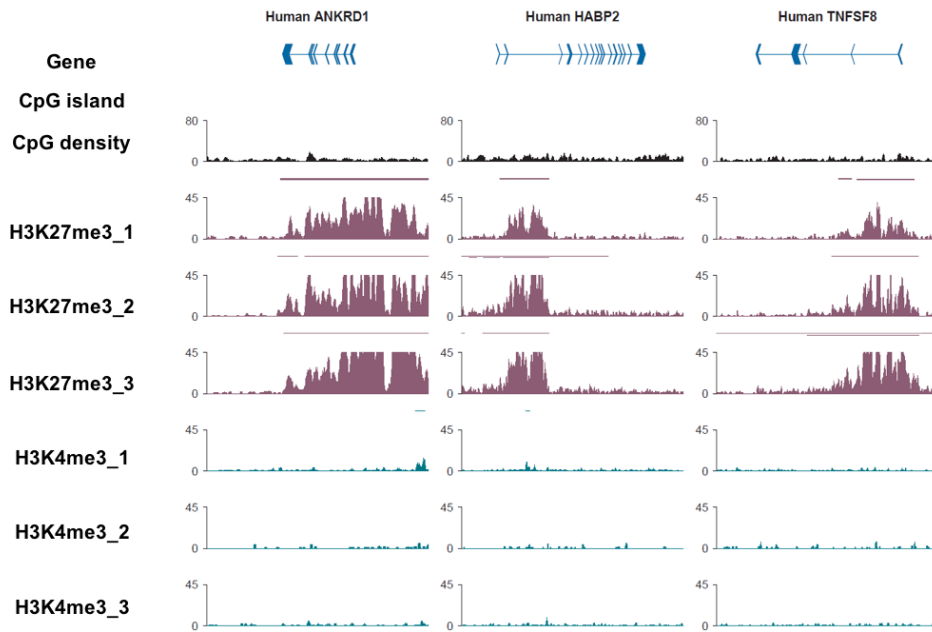 Human ANKRD1 Human HABP2 Human TNFSF8
Gene
CpG island
CpG density
80 80 80
0 0 0
H3K27me3_1
45 45 45
0 0 0
H3K27me3_2
45 45 45
0 0 0
H3K27me3_3
45 45 45
0 0 0
H3K4me3_1
45 45 45
0 0 0
H3K4me3_2
45 45 45
0 0 0
H3K4me3_3
45 45 45
0 0 0